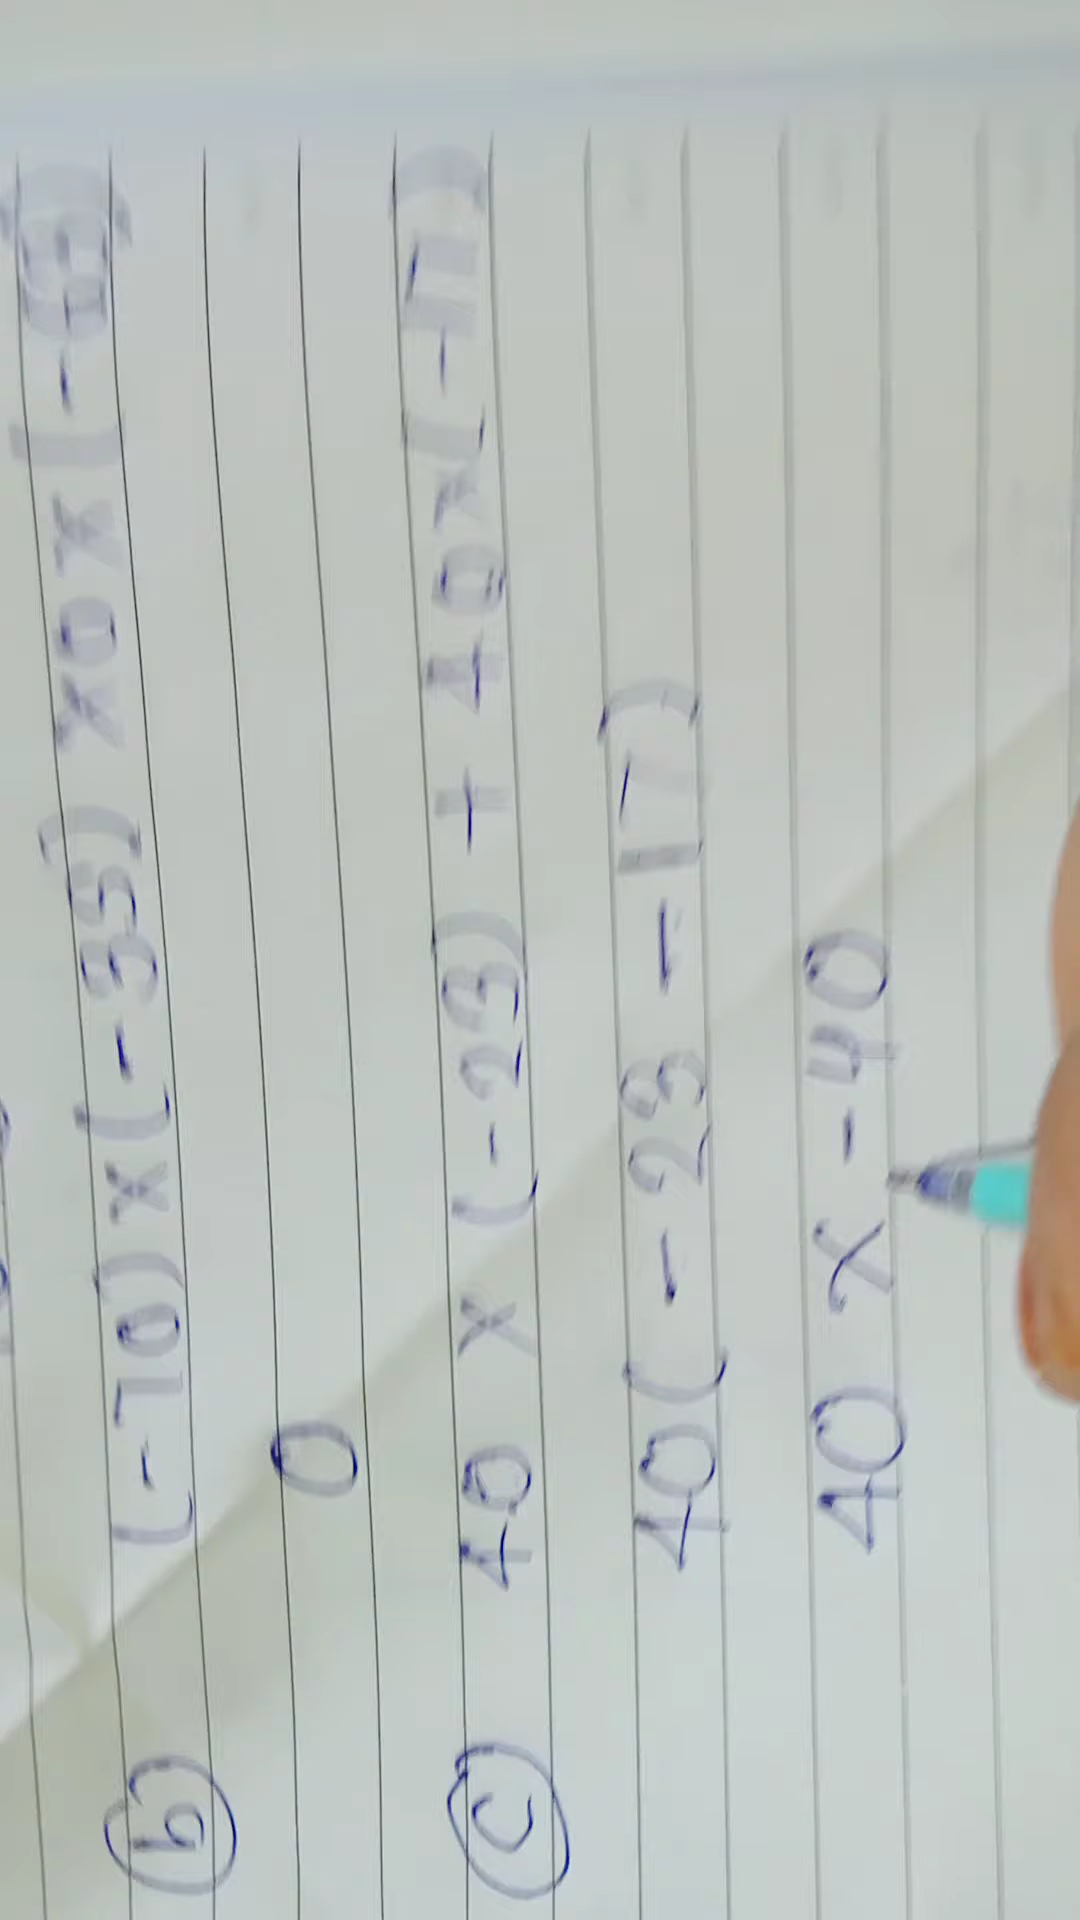 (b) (-70) x (-35) x 0 x (-
0
(c) 40 x (-23) + 40 x (-17)
40 (-23 - 17)
40 x -40